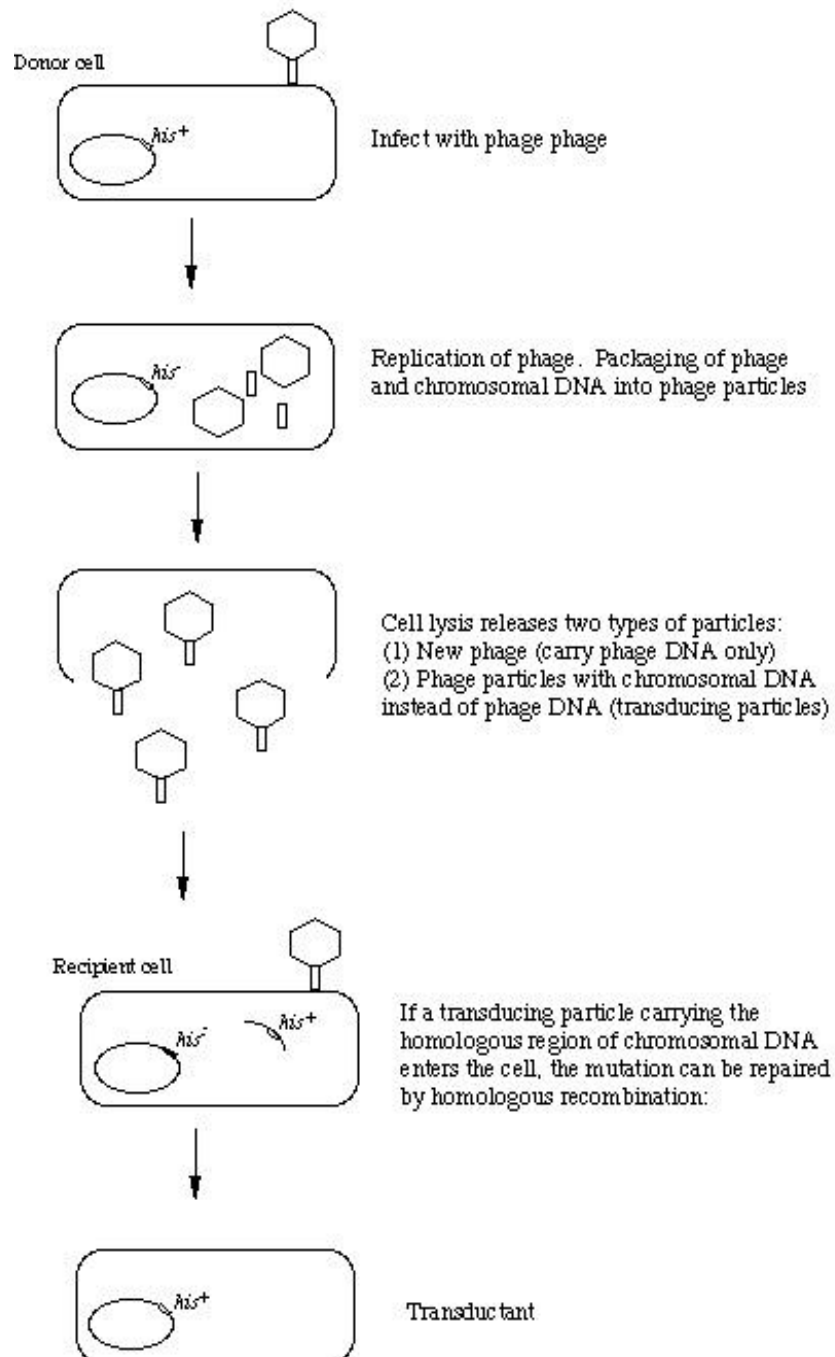 Donor cell
his+
Infect with phage phage
his-
Replication of phage. Packaging of phage
and chromosomal DNA into phage particles
Cell lysis releases two types of particles:
(1) New phage (carry phage DNA only)
(2) Phage particles with chromosomal DNA
instead of phage DNA (transducing particles)
Recipient cell
his-
his+
If a transducing particle carrying the
homologous region of chromosomal DNA
enters the cell, the mutation can be repaired
by homologous recombination:
his+
Transductant